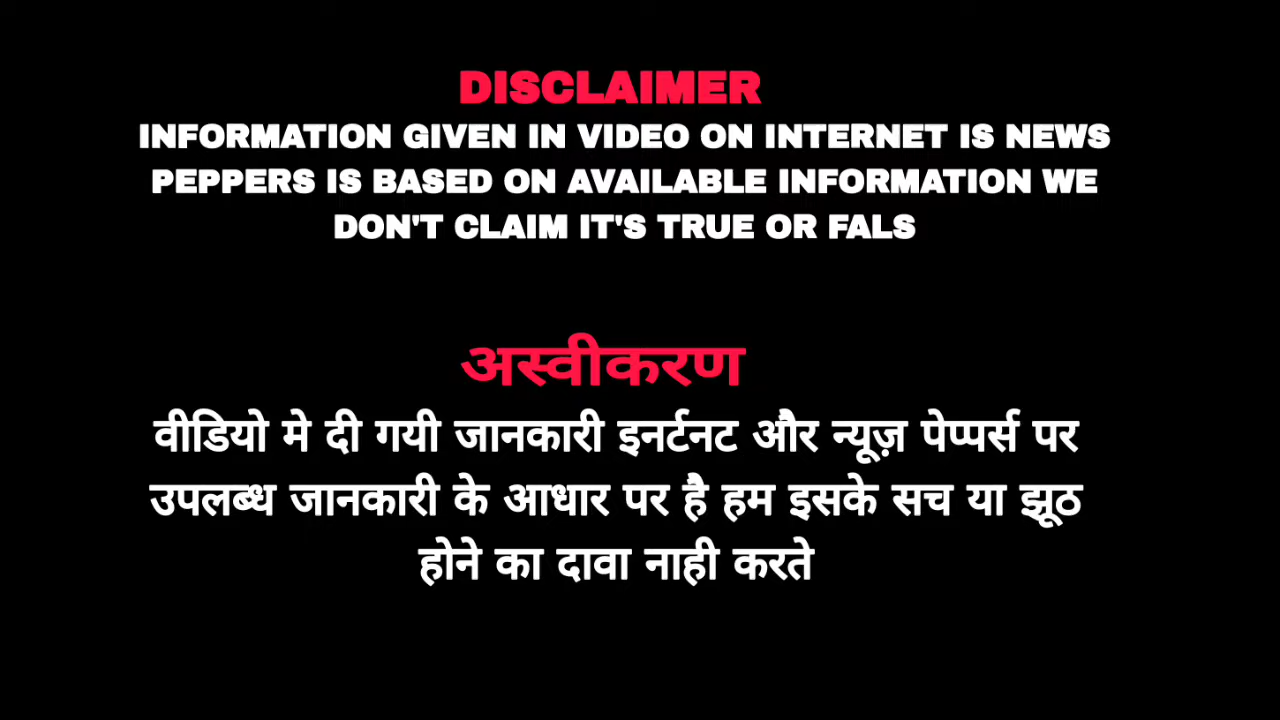 DISCLAIMER
INFORMATION GIVEN IN VIDEO ON INTERNET IS NEWS
PEPPERS IS BASED ON AVAILABLE INFORMATION WE
DON'T CLAIM IT'S TRUE OR FALS
अस्वीकरण
वीडियो मे दी गयी जानकारी इनर्टनट और न्यूज़ पेप्पर्स पर
उपलब्ध जानकारी के आधार पर है हम इसके सच या झूठ
होने का दावा नाही करते